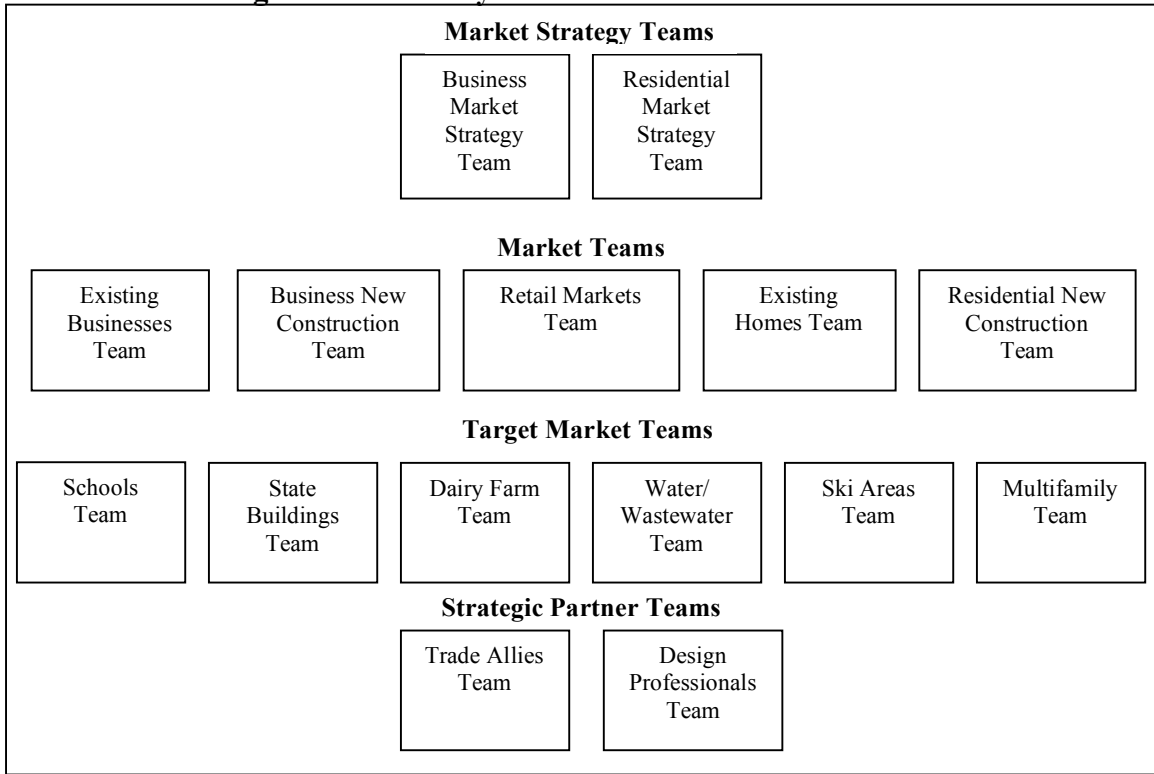 Market Strategy Teams
Business
Market
Strategy
Team
Residential
Market
Strategy
Team
Market Teams
Existing
Businesses
Team
Business New
Construction
Team
Retail Markets
Team
Existing
Homes Team
Residential New
Construction
Team
Target Market Teams
Schools
Team
State
Buildings
Team
Dairy Farm
Team
Water/
Wastewater
Team
Ski Areas
Team
Multifamily
Team
Strategic Partner Teams
Trade Allies
Team
Design
Professionals
Team